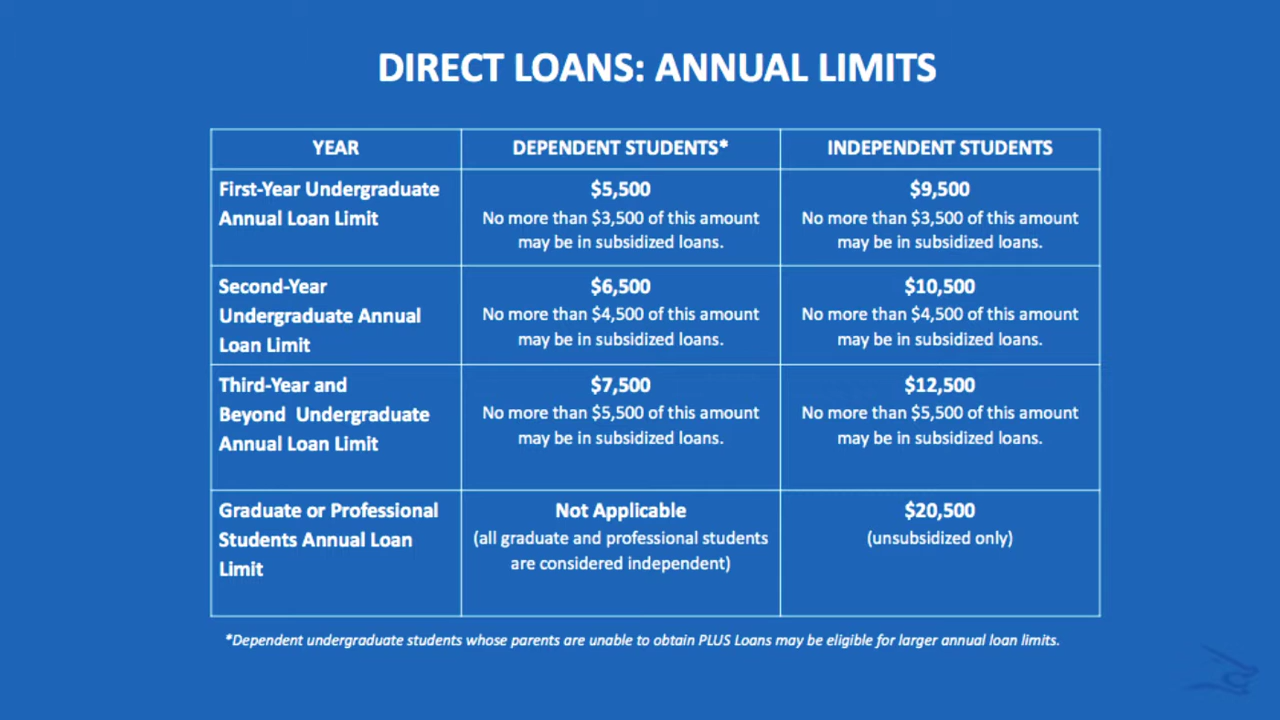 DIRECT LOANS: ANNUAL LIMITS
YEAR
DEPENDENT STUDENTS*
INDEPENDENT STUDENTS
First-Year Undergraduate
Annual Loan Limit
$5,500
No more than $3,500 of this amount
may be in subsidized loans.
$9,500
No more than $3,500 of this amount
may be in subsidized loans.
Second-Year
Undergraduate Annual
Loan Limit
$6,500
No more than $4,500 of this amount
may be in subsidized loans.
$10,500
No more than $4,500 of this amount
may be in subsidized loans.
Third-Year and
Beyond  Undergraduate
Annual Loan Limit
$7,500
No more than $5,500 of this amount
may be in subsidized loans.
$12,500
No more than $5,500 of this amount
may be in subsidized loans.
Graduate or Professional
Students Annual Loan
Limit
Not Applicable
(all graduate and professional students
are considered independent)
$20,500
(unsubsidized only)
*Dependent undergraduate students whose parents are unable to obtain PLUS Loans may be eligible for larger annual loan limits.